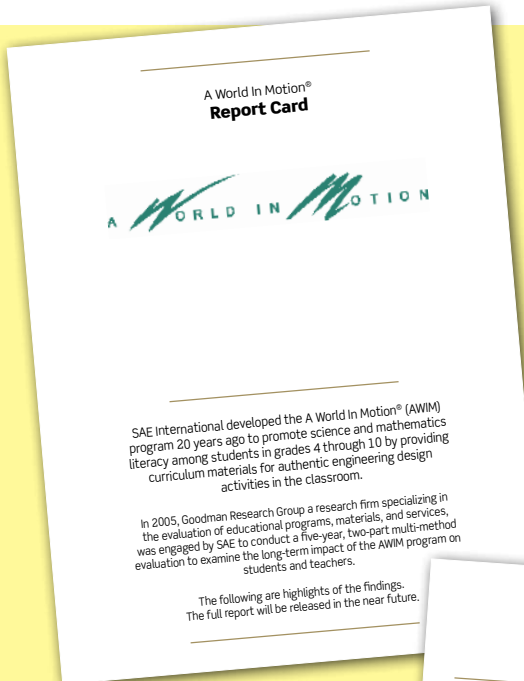 A World In Motion®
Report Card
A WORLD IN MOTION
SAE International developed the A World In Motion® (AWIM)
program 20 years ago to promote science and mathematics
literacy among students in grades 4 through 10 by providing
curriculum materials for authentic engineering design
activities in the classroom.
In 2005, Goodman Research Group a research firm specializing in
the evaluation of educational programs, materials, and services,
was engaged by SAE to conduct a five-year, two-part multi-method
evaluation to examine the long-term impact of the AWIM program on
students and teachers.
The following are highlights of the findings.
The full report will be released in the near future.